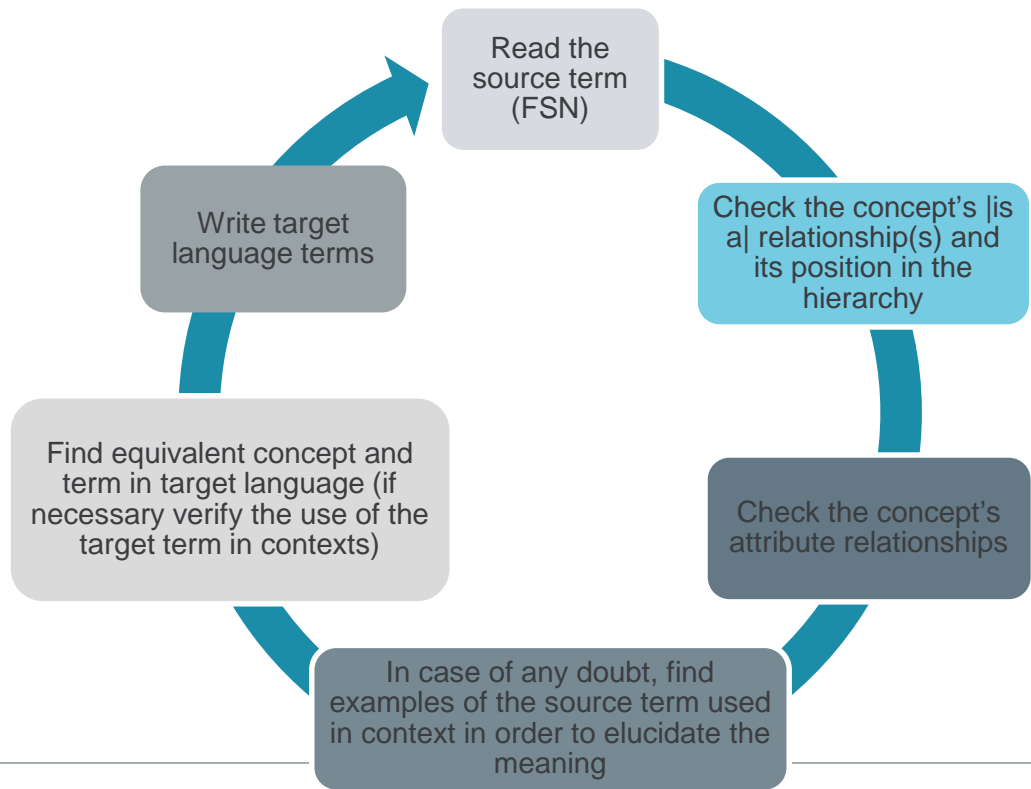 Read the
source term
(FSN)
Check the concept's |is
a| relationship(s) and
its position in the
hierarchy
Check the concept's
attribute relationships
In case of any doubt, find
examples of the source term used
in context in order to elucidate the
meaning
Find equivalent concept and
term in target language (if
necessary verify the use of the
target term in contexts)
Write target
language terms